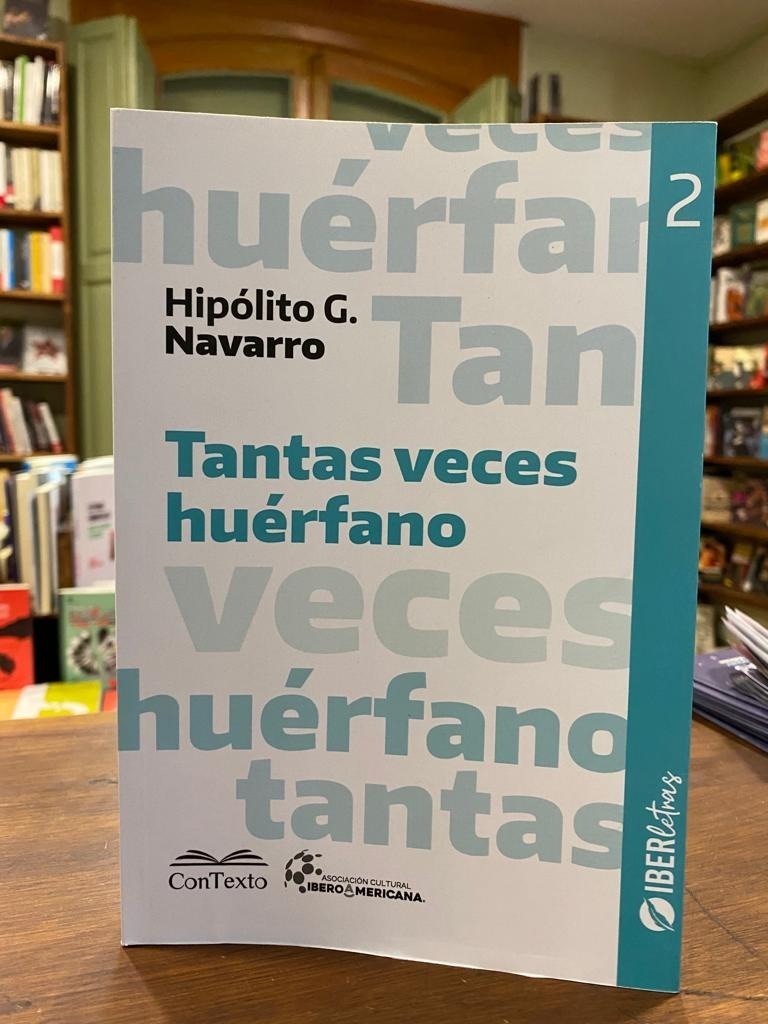 veces
huérfan
2
Hipólito G.
Navarro
Tan
Tantas veces
huérfano
veces
huérfano
tantas
ConTexto
ASOCIACIÓN CULTURAL
IBEROAMERICANA.
IBERletras